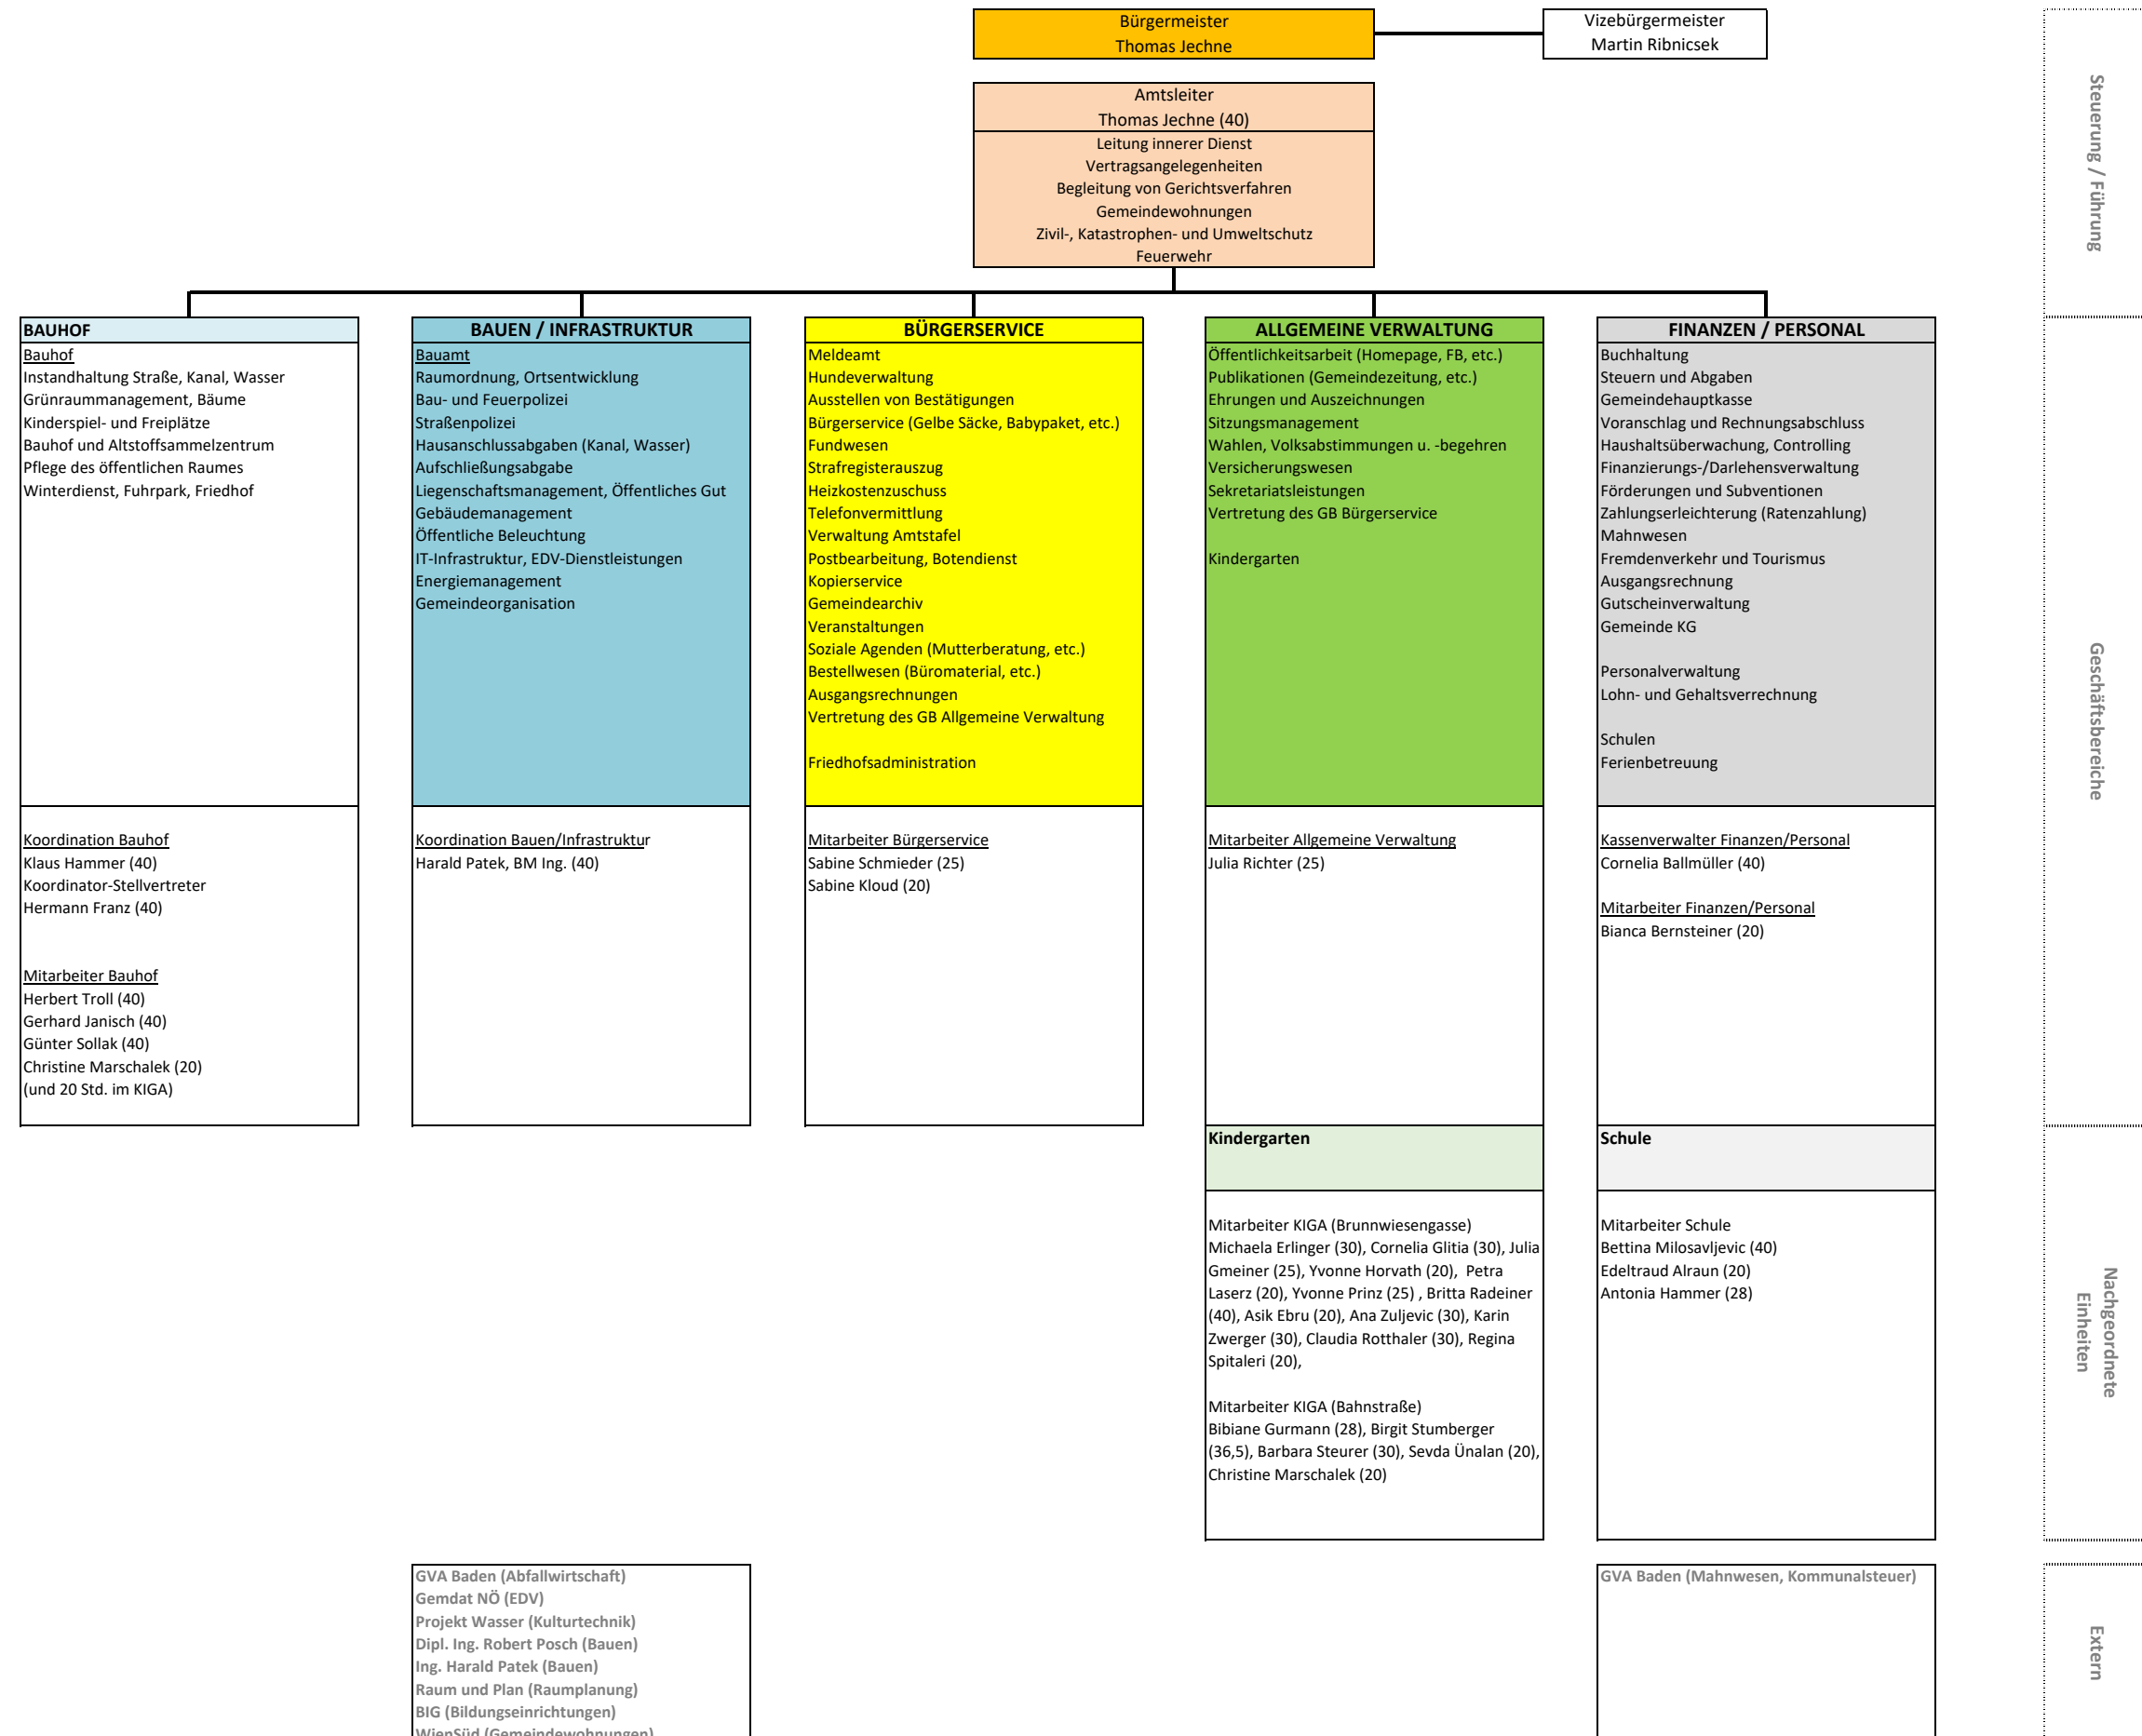 Bürgermeister
Thomas Jechne
Vizebürgermeister
Martin Ribnicsek
Amtsleiter
Thomas Jechne (40)
Leitung innerer Dienst
Vertragsangelegenheiten
Begleitung von Gerichtsverfahren
Gemeindewohnungen
Zivil-, Katastrophen- und Umweltschutz
Feuerwehr
Steuerung / Führung
BAUHOF
Bauhof
Instandhaltung Straße, Kanal, Wasser
Grünraummanagement, Bäume
Kinderspiel- und Freiplätze
Bauhof und Altstoffsammelzentrum
Pflege des öffentlichen Raumes
Winterdienst, Fuhrpark, Friedhof
Koordination Bauhof
Klaus Hammer (40)
Koordinator-Stellvertreter
Hermann Franz (40)
Mitarbeiter Bauhof
Herbert Troll (40)
Gerhard Janisch (40)
Günter Sollak (40)
Christine Marschalek (20)
(und 20 Std. im KIGA)
BAUEN / INFRASTRUKTUR
Bauamt
Raumordnung, Ortsentwicklung
Bau- und Feuerpolizei
Straßenpolizei
Hausanschlussabgaben (Kanal, Wasser)
Aufschließungsabgabe
Liegenschaftsmanagement, Öffentliches Gut
Gebäudemanagement
Öffentliche Beleuchtung
IT-Infrastruktur, EDV-Dienstleistungen
Energiemanagement
Gemeindeorganisation
Koordination Bauen/Infrastruktur
Harald Patek, BM Ing. (40)
BÜRGERSERVICE
Meldeamt
Hundeverwaltung
Ausstellen von Bestätigungen
Bürgerservice (Gelbe Säcke, Babypaket, etc.)
Fundwesen
Strafregisterauszug
Heizkostenzuschuss
Telefonvermittlung
Verwaltung Amtstafel
Postbearbeitung, Botendienst
Kopierservice
Gemeindearchiv
Veranstaltungen
Soziale Agenden (Mutterberatung, etc.)
Bestellwesen (Büromaterial, etc.)
Ausgangsrechnungen
Vertretung des GB Allgemeine Verwaltung
Friedhofsadministration
Mitarbeiter Bürgerservice
Sabine Schmieder (25)
Sabine Kloud (20)
ALLGEMEINE VERWALTUNG
Öffentlichkeitsarbeit (Homepage, FB, etc.)
Publikationen (Gemeindezeitung, etc.)
Ehrungen und Auszeichnungen
Sitzungsmanagement
Wahlen, Volksabstimmungen u. -begehren
Versicherungswesen
Sekretariatsleistungen
Vertretung des GB Bürgerservice
Kindergarten
Mitarbeiter Allgemeine Verwaltung
Julia Richter (25)
FINANZEN / PERSONAL
Buchhaltung
Steuern und Abgaben
Gemeindehauptkasse
Voranschlag und Rechnungsabschluss
Haushaltsüberwachung, Controlling
Finanzierungs-/Darlehensverwaltung
Förderungen und Subventionen
Zahlungserleichterung (Ratenzahlung)
Mahnwesen
Fremdenverkehr und Tourismus
Ausgangsrechnung
Gutscheinverwaltung
Gemeinde KG
Personalverwaltung
Lohn- und Gehaltsverrechnung
Schulen
Ferienbetreuung
Kassenverwalter Finanzen/Personal
Cornelia Ballmüller (40)
Mitarbeiter Finanzen/Personal
Bianca Bernsteiner (20)
Geschäftsbereiche
Kindergarten
Mitarbeiter KIGA (Brunnwiesengasse)
Michaela Erlinger (30), Cornelia Glitia (30), Julia
Gmeiner (25), Yvonne Horvath (20), Petra
Laserz (20), Yvonne Prinz (25) , Britta Radeiner
(40), Asik Ebru (20), Ana Zuljevic (30), Karin
Zwerger (30), Claudia Rotthaler (30), Regina
Spitaleri (20),
Mitarbeiter KIGA (Bahnstraße)
Bibiane Gurmann (28), Birgit Stumberger
(36,5), Barbara Steurer (30), Sevda Ünalan (20),
Christine Marschalek (20)
Schule
Mitarbeiter Schule
Bettina Milosavljevic (40)
Edeltraud Alraun (20)
Antonia Hammer (28)
Nachgeordnete
Einheiten
GVA Baden (Abfallwirtschaft)
Gemdat NÖ (EDV)
Projekt Wasser (Kulturtechnik)
Dipl. Ing. Robert Posch (Bauen)
Ing. Harald Patek (Bauen)
Raum und Plan (Raumplanung)
BIG (Bildungseinrichtungen)
WienSüd (Gemeindewohnungen)
GVA Baden (Mahnwesen, Kommunalsteuer)
Extern